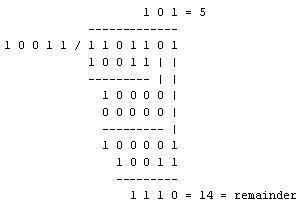 1 0 1 = 5
-------------
1 0 0 1 1 / 1 1 0 1 1 0 1
1 0 0 1 1 | |
--------- | |
1 0 0 0 0 |
0 0 0 0 0 |
--------- |
1 0 0 0 0 1
1 0 0 1 1
---------
1 1 1 0 = 14 = remainder